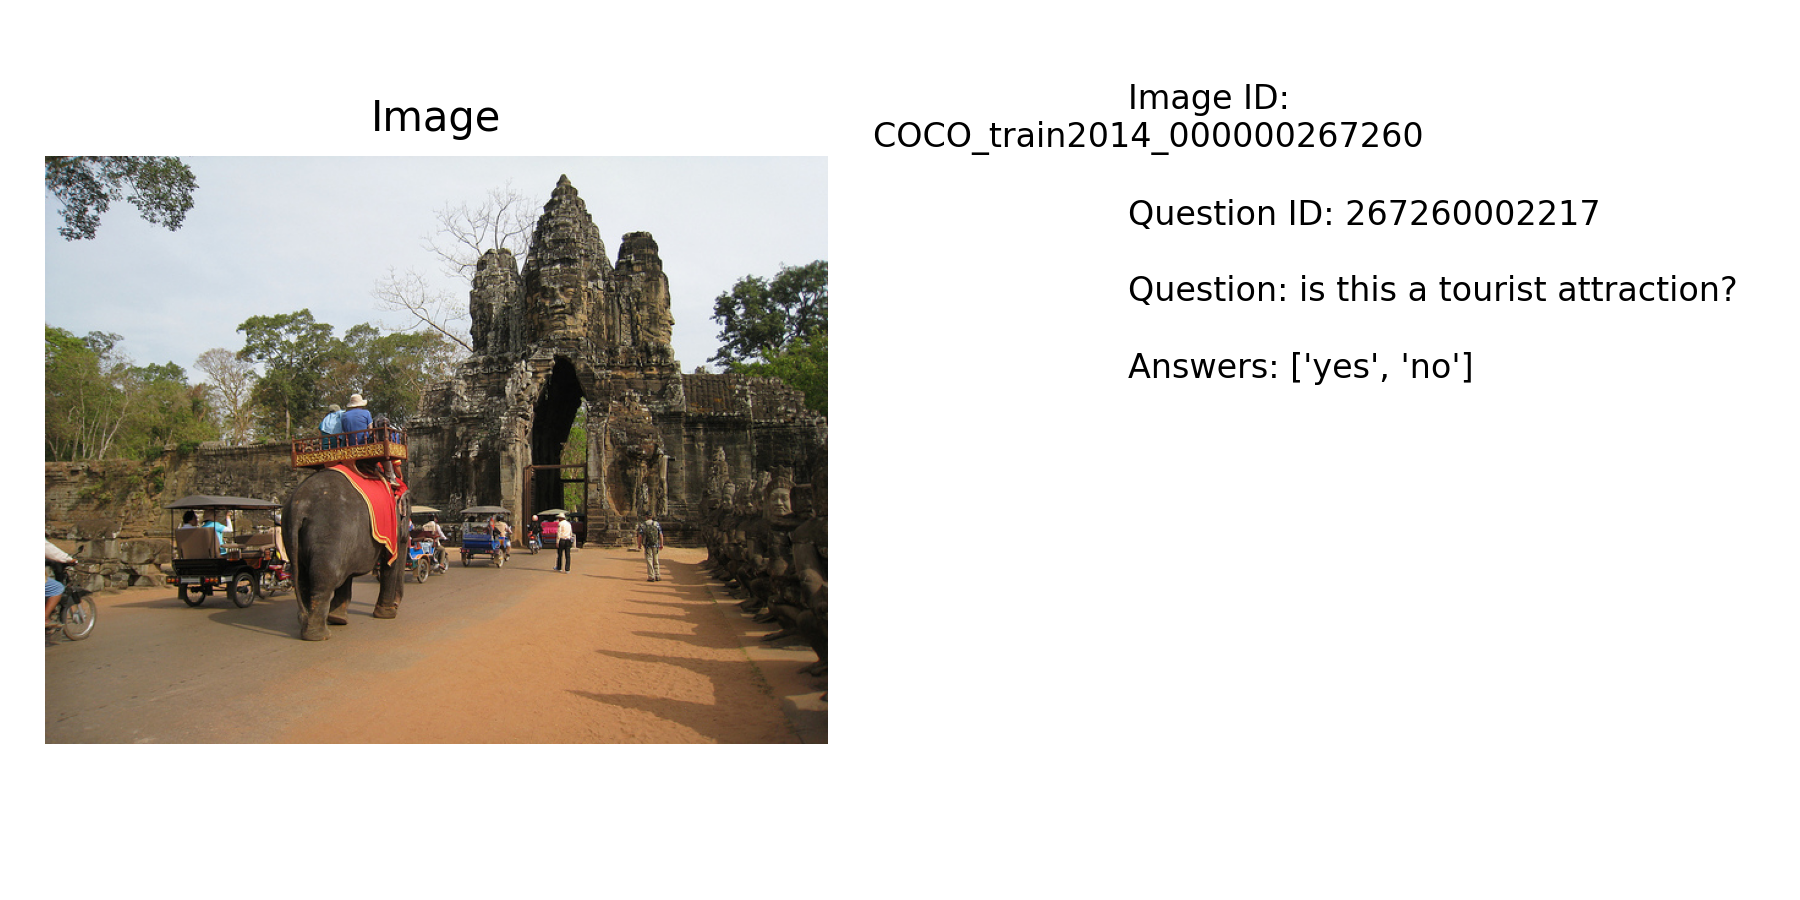 Image
Image ID:
COCO_train2014_000000267260
Question ID: 267260002217
Question: is this a tourist attraction?
Answers: ['yes', 'no']